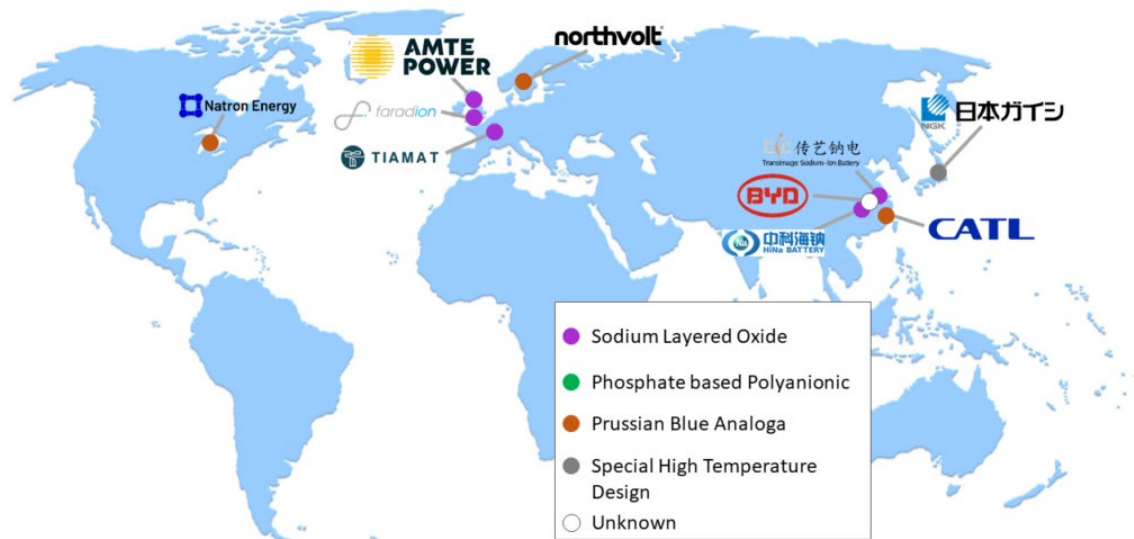 northvolt
AMTE
POWER
Natron Energy
faradion
TIAMAT
NGK
日本ガイシ
传艺钠电
Transimage Sodium-Ion Battery
BYD
CATL
Na
中科海钠
HiNa BATTERY
Sodium Layered Oxide
Phosphate based Polyanionic
Prussian Blue Analoga
Special High Temperature
Design
Unknown